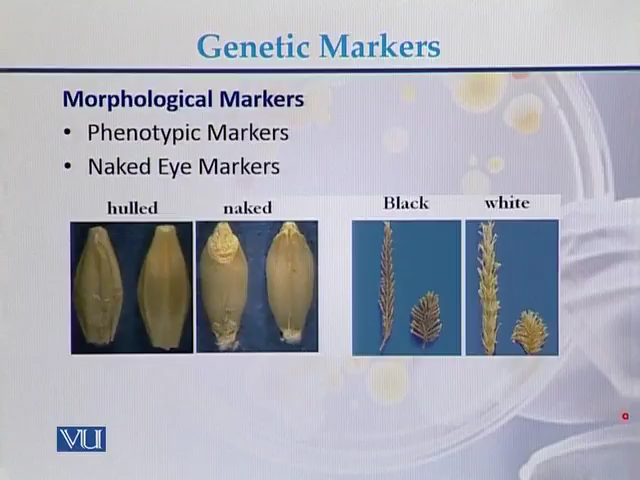 Genetic Markers
Morphological Markers
• Phenotypic Markers
• Naked Eye Markers
hulled naked Black white
VU